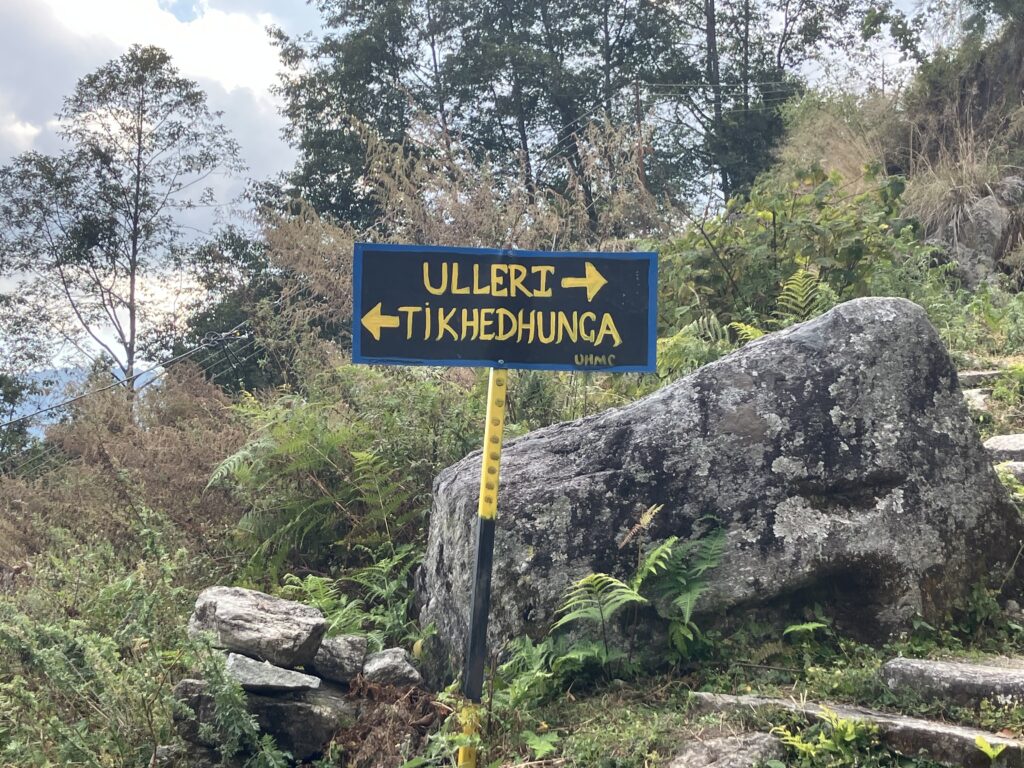 ULLERI →
← TIKHEDHUNGA
UHMC